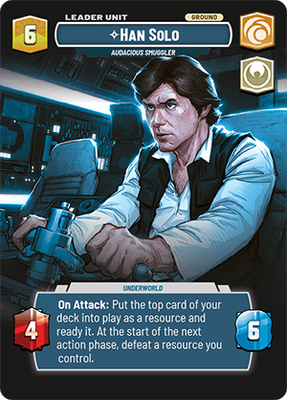 LEADER UNIT
GROUND
6
✧HAN SOLO
AUDACIOUS SMUGGLER
UNDERWORLD
On Attack: Put the top card of your
deck into play as a resource and
ready it. At the start of the next
action phase, defeat a resource you
control.
4
6